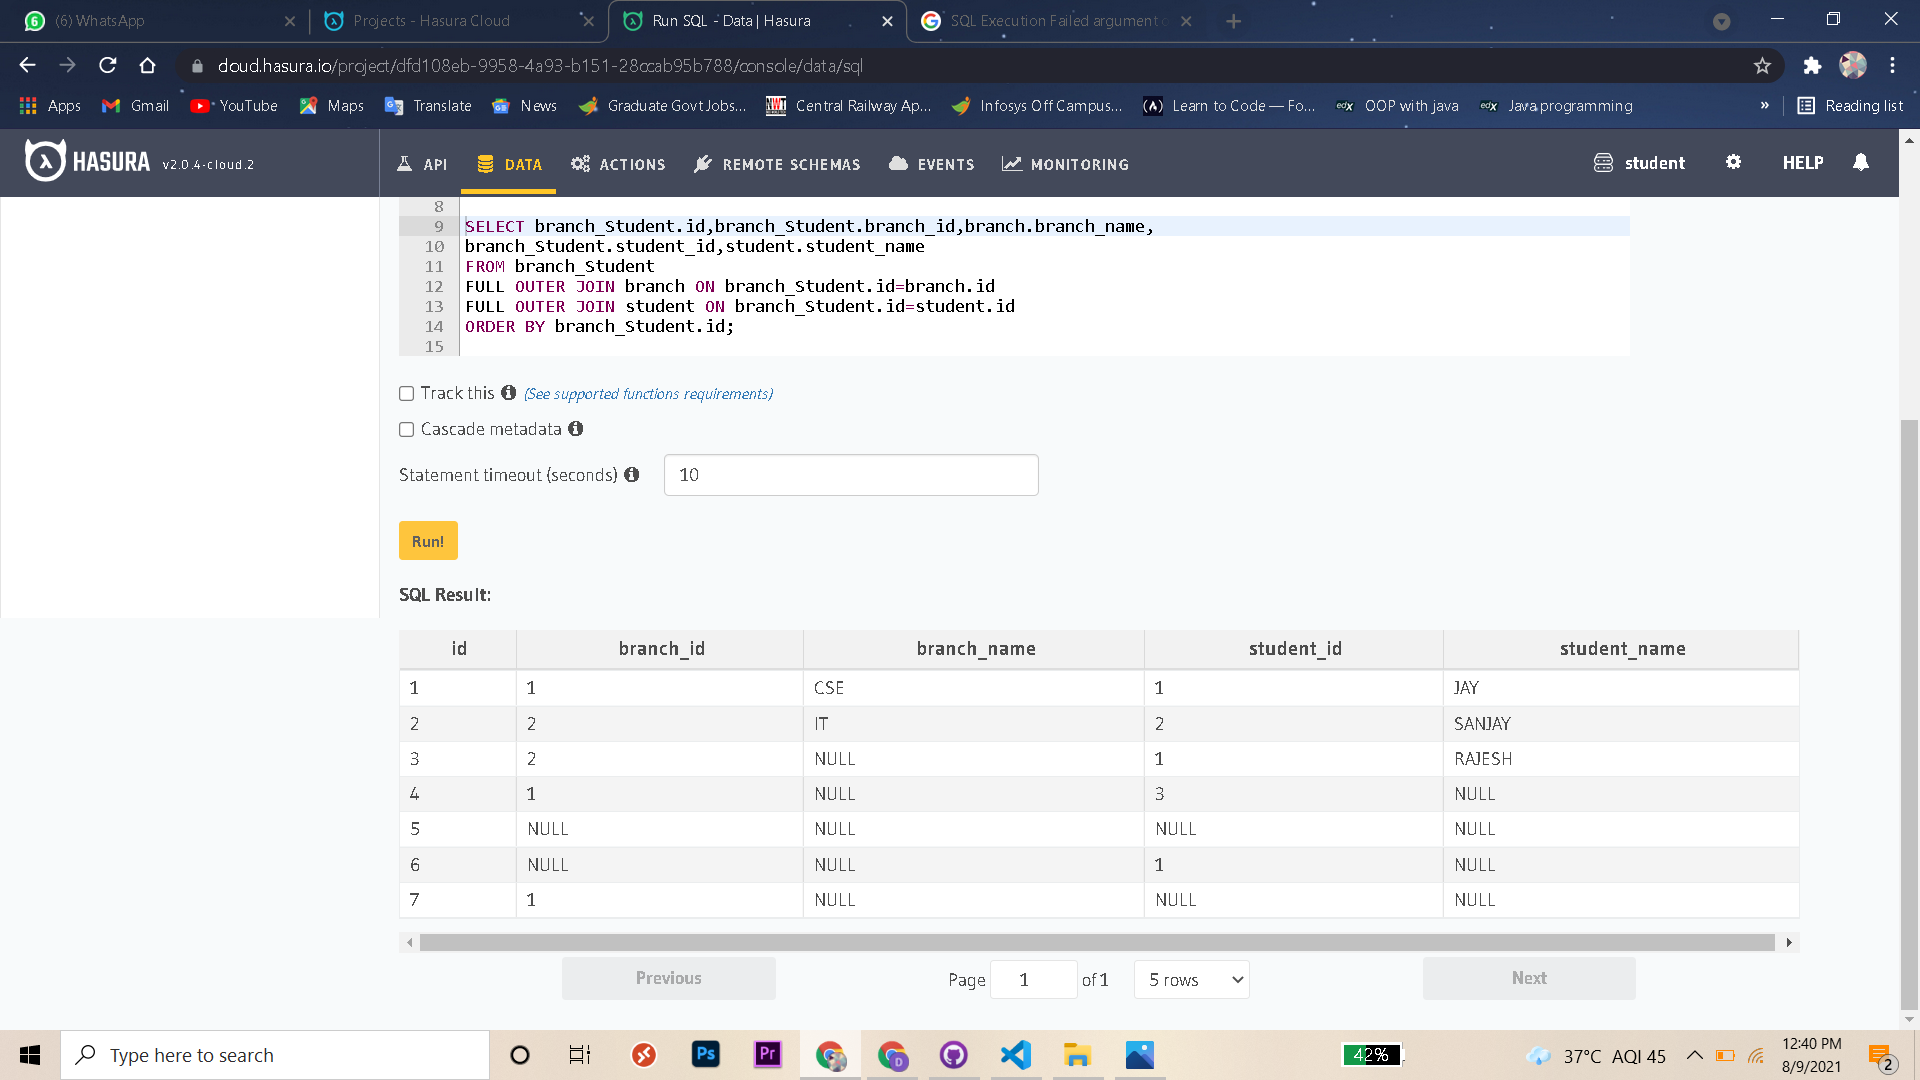 (6) WhatsApp
Projects - Hasura Cloud
Run SQL - Data | Hasura
SQL Execution Failed argument o
cloud.hasura.io/project/dfd108eb-9958-4a93-b151-28ccab95b788/console/data/sql
Apps Gmail YouTube Maps Translate News Graduate Govt Jobs... Central Railway Ap... Infosys Off Campus... Learn to Code — Fo... OOP with java Java programming » Reading list
HASURA v2.0.4-cloud.2 API DATA ACTIONS REMOTE SCHEMAS EVENTS MONITORING student HELP
8
9 SELECT branch_Student.id,branch_Student.branch_id,branch.branch_name,
10 branch_Student.student_id,student.student_name
11 FROM branch_Student
12 FULL OUTER JOIN branch ON branch_Student.id=branch.id
13 FULL OUTER JOIN student ON branch_Student.id=student.id
14 ORDER BY branch_Student.id;
15
Track this (See supported functions requirements)
Cascade metadata
Statement timeout (seconds) 10
Run!
SQL Result:
id branch_id branch_name student_id student_name
1 1 CSE 1 JAY
2 2 IT 2 SANJAY
3 2 NULL 1 RAJESH
4 1 NULL 3 NULL
5 NULL NULL NULL NULL
6 NULL NULL 1 NULL
7 1 NULL NULL NULL
Previous Page 1 of 1 5 rows Next
Type here to search
Ps
Pr
42%
37°C AQI 45
12:40 PM
8/9/2021
2